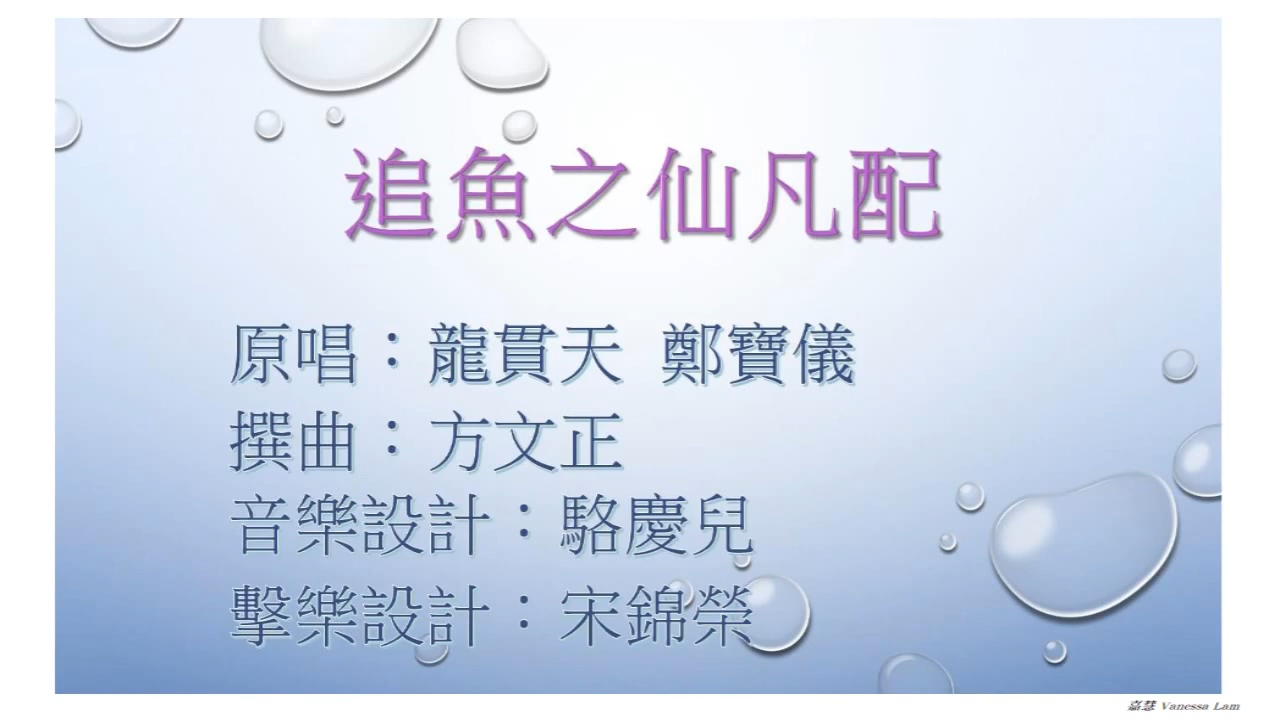 追魚之仙凡配
原唱：龍貫天 鄭寶儀
撰曲：方文正
音樂設計：駱慶兒
擊樂設計：宋錦榮
嘉慧 Vanessa Lam